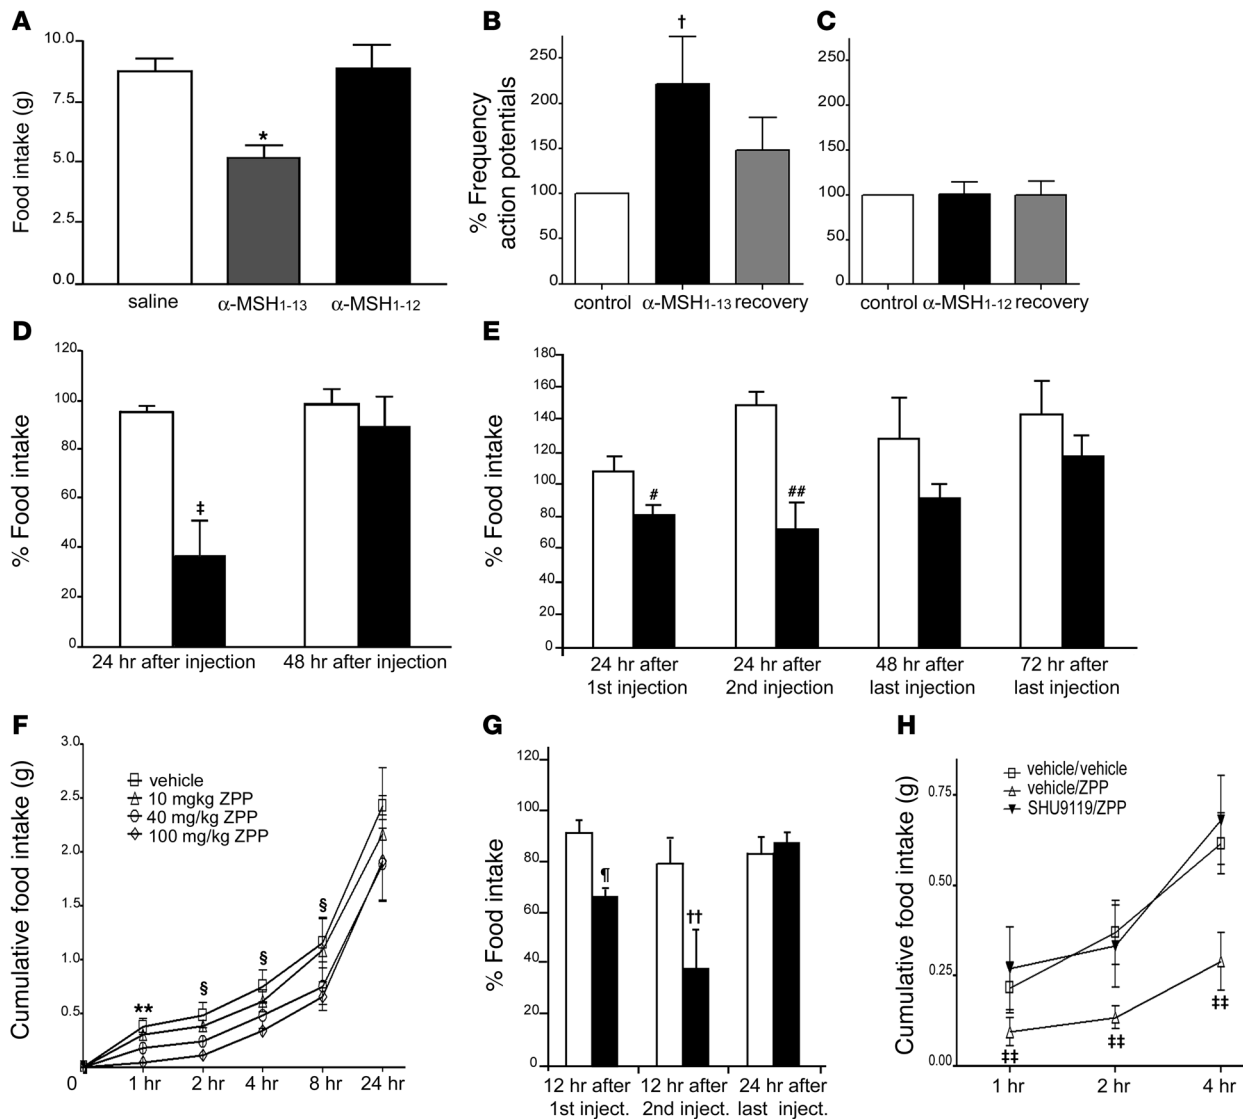 A
Food intake (g)
10.0
7.5
5.0
2.5
0.0
*
saline
α-MSH1-13
α-MSH1-12
B
% Frequency
action potentials
250
200
150
100
50
0
†
control
α-MSH1-13
recovery
C
250
200
150
100
50
0
control
α-MSH1-12
recovery
D
% Food intake
120
100
80
60
40
20
0
‡
24 hr after injection
48 hr after injection
E
% Food intake
180
160
140
120
100
80
60
40
20
0
#
##
24 hr after
1st injection
24 hr after
2nd injection
48 hr after
last injection
72 hr after
last injection
F
Cumulative food intake (g)
3.0
2.5
2.0
1.5
1.0
0.5
0
vehicle
10 mgkg ZPP
40 mg/kg ZPP
100 mg/kg ZPP
**
§
§
§
1 hr
2 hr
4 hr
8 hr
24 hr
G
% Food intake
120
100
80
60
40
20
0
¶
††
12 hr after
1st inject.
12 hr after
2nd inject.
24 hr after
last inject.
H
Cumulative food intake (g)
0.75
0.50
0.25
0.00
vehicle/vehicle
vehicle/ZPP
SHU9119/ZPP
‡‡
‡‡
‡‡
1 hr
2 hr
4 hr